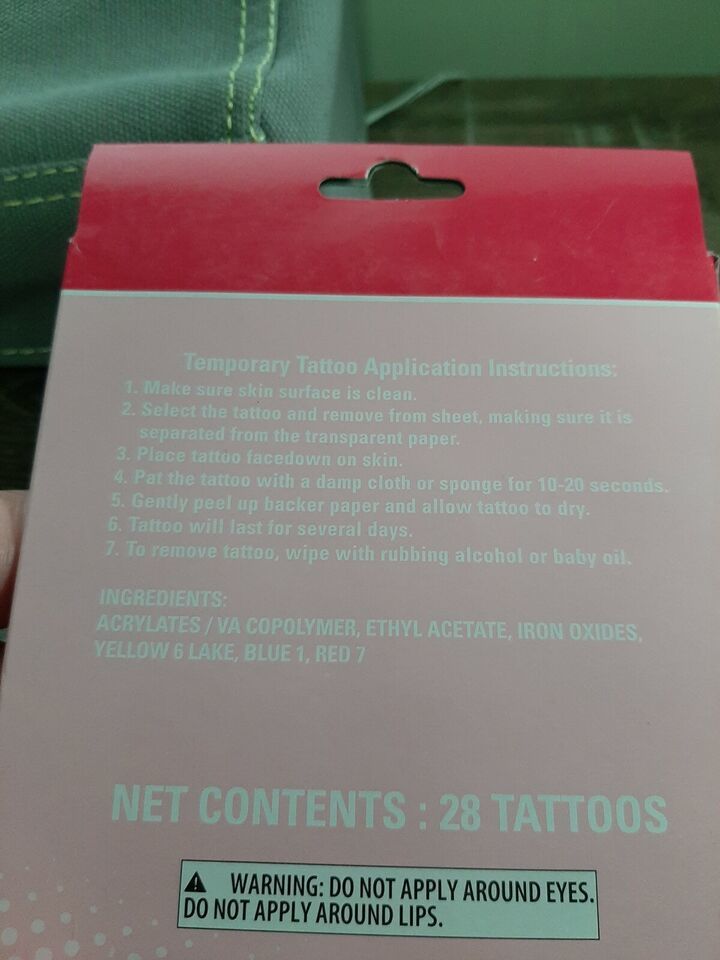 Temporary Tattoo Application Instructions:
1. Make sure skin surface is clean.
2. Select the tattoo and remove from sheet, making sure it is
separated from the transparent paper.
3. Place tattoo facedown on skin.
4. Pat the tattoo with a damp cloth or sponge for 10-20 seconds.
5. Gently peel up backer paper and allow tattoo to dry.
6. Tattoo will last for several days.
7. To remove tattoo, wipe with rubbing alcohol or baby oil.
INGREDIENTS:
ACRYLATES / VA COPOLYMER, ETHYL ACETATE, IRON OXIDES,
YELLOW 6 LAKE, BLUE 1, RED 7
NET CONTENTS : 28 TATTOOS
WARNING: DO NOT APPLY AROUND EYES.
DO NOT APPLY AROUND LIPS.